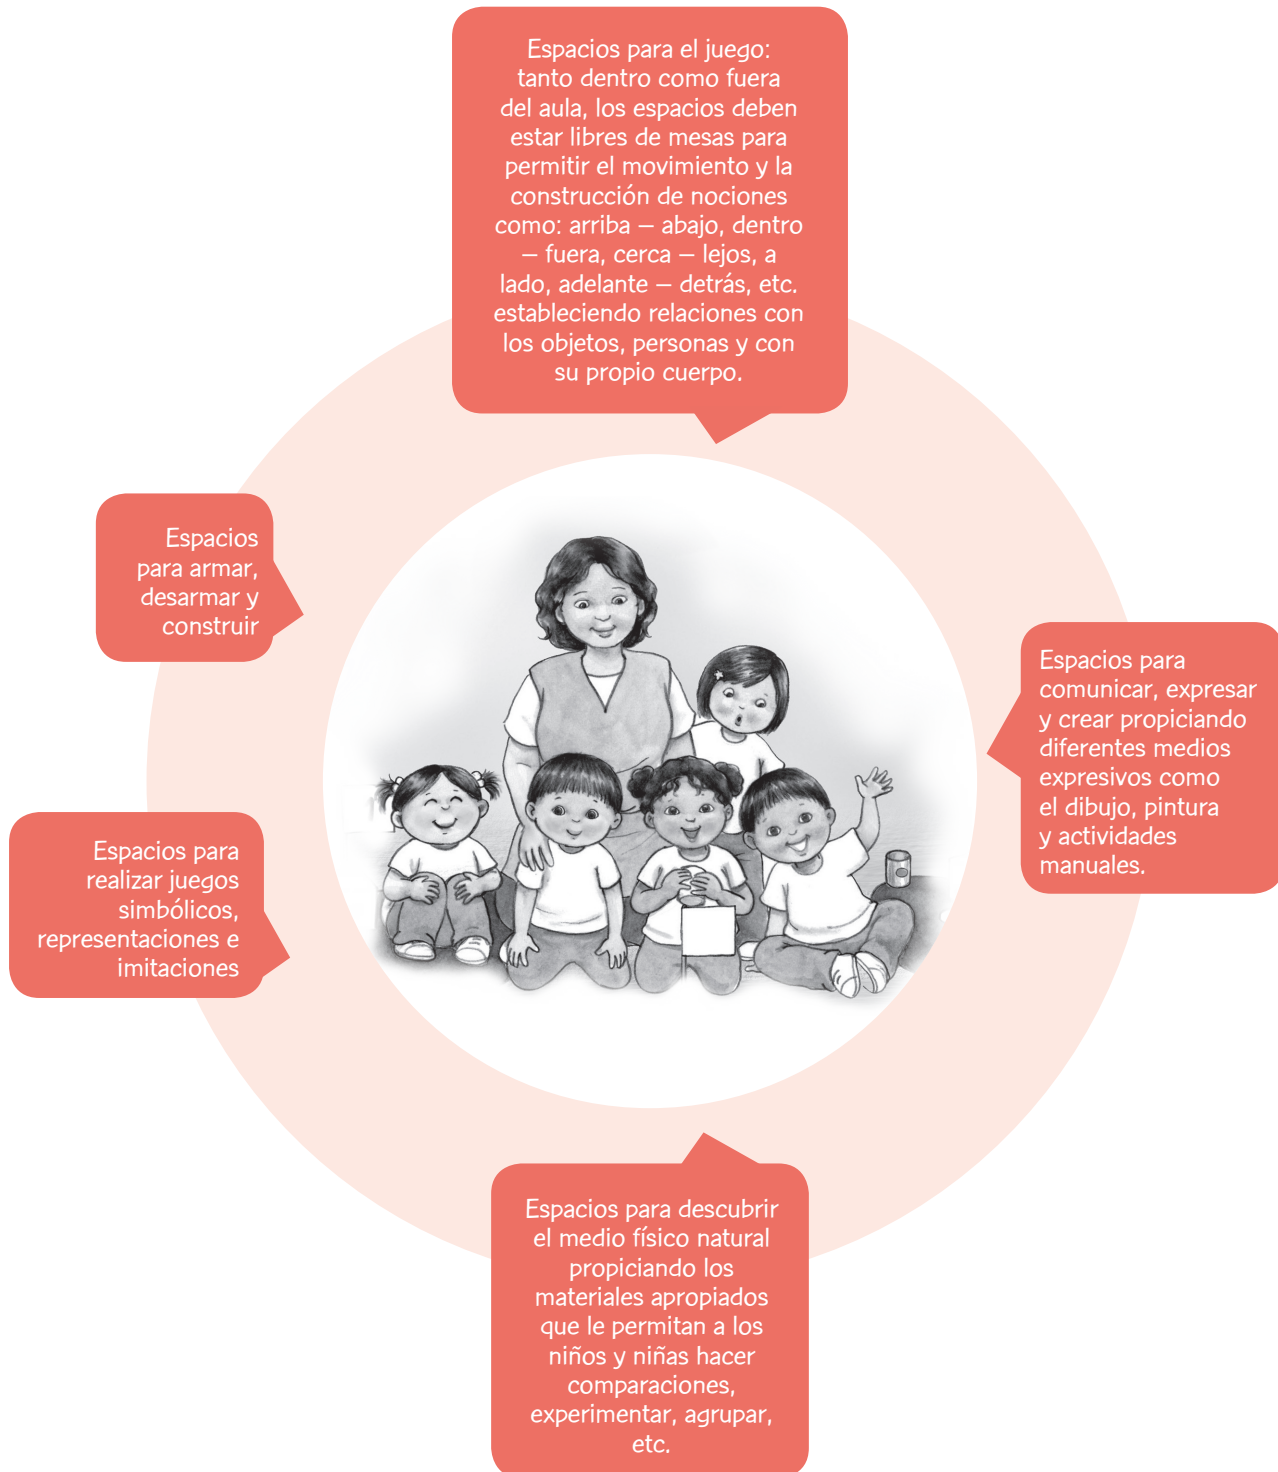 Espacios para el juego:
tanto dentro como fuera
del aula, los espacios deben
estar libres de mesas para
permitir el movimiento y la
construcción de nociones
como: arriba – abajo, dentro
– fuera, cerca – lejos, a
lado, adelante – detrás, etc.
estableciendo relaciones con
los objetos, personas y con
su propio cuerpo.
Espacios
para armar,
desarmar y
construir
Espacios para
comunicar, expresar
y crear propiciando
diferentes medios
expresivos como
el dibujo, pintura
y actividades
manuales.
Espacios para
realizar juegos
simbólicos,
representaciones e
imitaciones
Espacios para descubrir
el medio físico natural
propiciando los
materiales apropiados
que le permitan a los
niños y niñas hacer
comparaciones,
experimentar, agrupar,
etc.